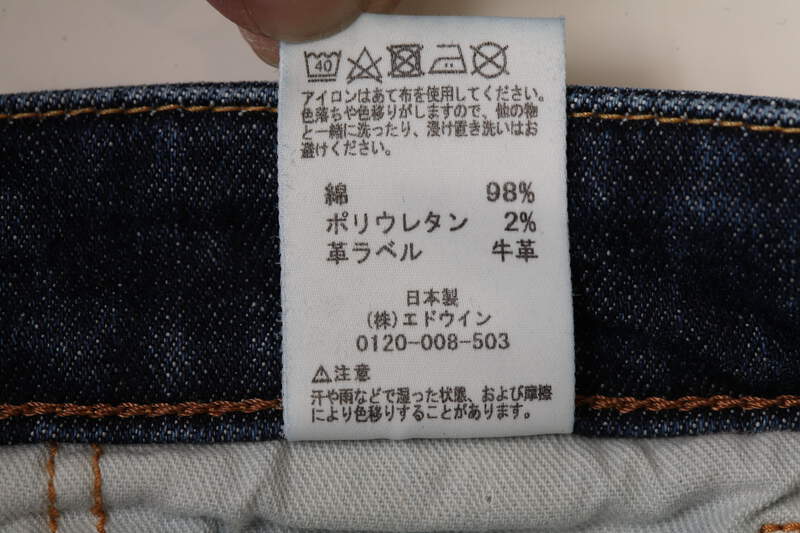 40
アイロンはあて布を使用してください。
色落ちや色移りがしますので、他の物
と一緒に洗ったり、浸け置き洗いはお
避けください。
綿 98%
ポリウレタン 2%
革ラベル 牛革
日本製
(株)エドウイン
0120-008-503
⚠注意
汗や雨などで湿った状態、および摩擦
により色移りすることがあります。